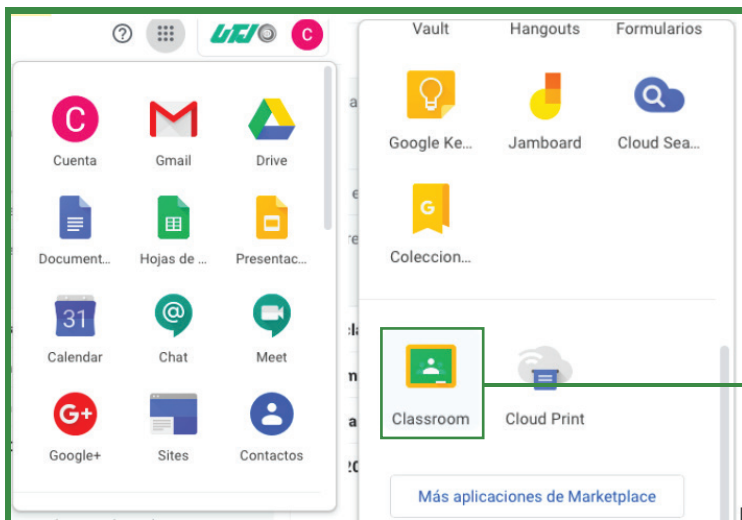 C
Cuenta Gmail Drive
Document... Hojas de ... Presentac...
31
Calendar Chat Meet
G+
Google+ Sites Contactos
Vault Hangouts Formularios
Google Ke... Jamboard Cloud Sea...
G
Coleccion...
Classroom Cloud Print
Más aplicaciones de Marketplace